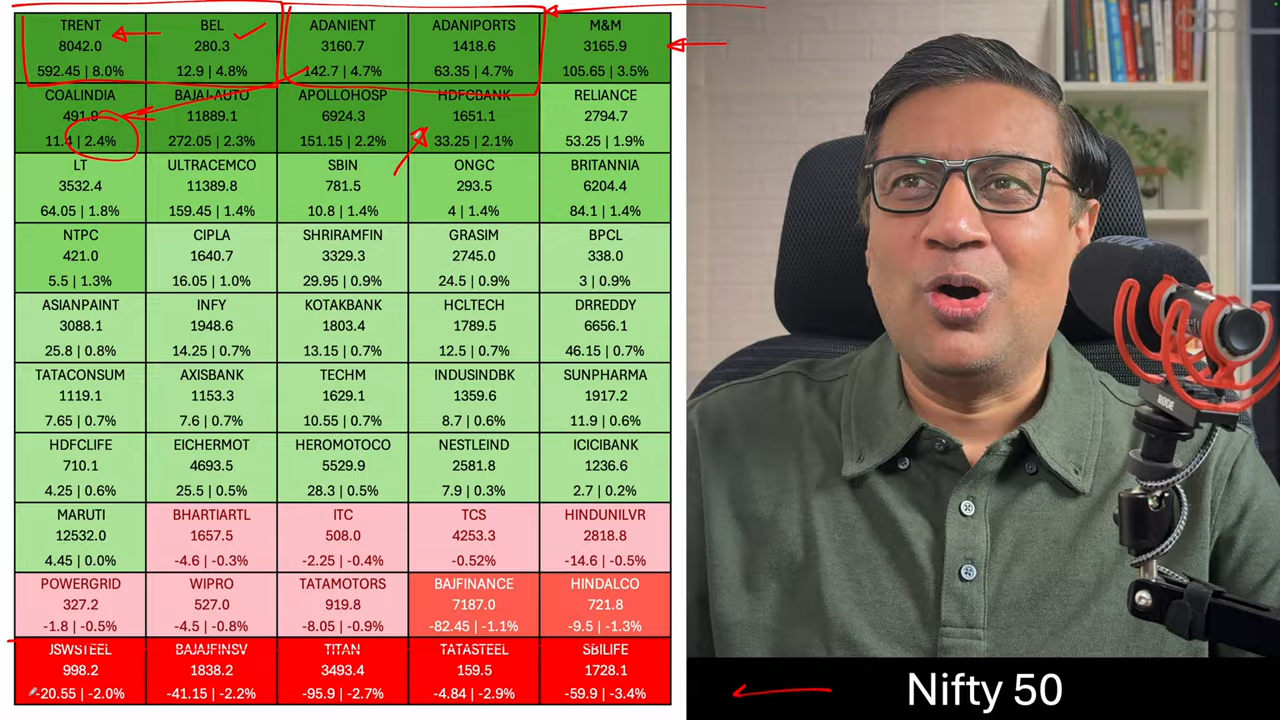 TRENT BEL ADANIENT ADANIPORTS M&M
8042.0 280.3 3160.7 1418.6 3165.9
592.45 | 8.0% 12.9 | 4.8% 142.7 | 4.7% 63.35 | 4.7% 105.65 | 3.5%
COALINDIA BAJAJ-AUTO APOLLOHOSP HDFCBANK RELIANCE
491.8 11889.1 6924.3 1651.1 2794.7
11.4 | 2.4% 272.05 | 2.3% 151.15 | 2.2% 33.25 | 2.1% 53.25 | 1.9%
LT ULTRACEMCO SBIN ONGC BRITANNIA
3532.4 11389.8 781.5 293.5 6204.4
64.05 | 1.8% 159.45 | 1.4% 10.8 | 1.4% 4 | 1.4% 84.1 | 1.4%
NTPC CIPLA SHRIRAMFIN GRASIM BPCL
421.0 1640.7 3329.3 2745.0 338.0
5.5 | 1.3% 16.05 | 1.0% 29.95 | 0.9% 24.5 | 0.9% 3 | 0.9%
ASIANPAINT INFY KOTAKBANK HCLTECH DRREDDY
3088.1 1948.6 1803.4 1789.5 6656.1
25.8 | 0.8% 14.25 | 0.7% 13.15 | 0.7% 12.5 | 0.7% 46.15 | 0.7%
TATACONSUM AXISBANK TECHM INDUSINDBK SUNPHARMA
1119.1 1153.3 1629.1 1359.6 1917.2
7.65 | 0.7% 7.6 | 0.7% 10.55 | 0.7% 8.7 | 0.6% 11.9 | 0.6%
HDFCLIFE EICHERMOT HEROMOTOCO NESTLEIND ICICIBANK
710.1 4693.5 5529.9 2581.8 1236.6
4.25 | 0.6% 25.5 | 0.5% 28.3 | 0.5% 7.9 | 0.3% 2.7 | 0.2%
MARUTI BHARTIARTL ITC TCS HINDUNILVR
12532.0 1657.5 508.0 4253.3 2818.8
4.45 | 0.0% -4.6 | -0.3% -2.25 | -0.4% -0.52% -14.6 | -0.5%
POWERGRID WIPRO TATAMOTORS BAJFINANCE HINDALCO
327.2 527.0 919.8 7187.0 721.8
-1.8 | -0.5% -4.5 | -0.8% -8.05 | -0.9% -82.45 | -1.1% -9.5 | -1.3%
JSWSTEEL BAJAJFINSV TITAN TATASTEEL SBILIFE
998.2 1838.2 3493.4 159.5 1728.1
-20.55 | -2.0% -41.15 | -2.2% -95.9 | -2.7% -4.84 | -2.9% -59.9 | -3.4%
RODE
RODE
Nifty 50